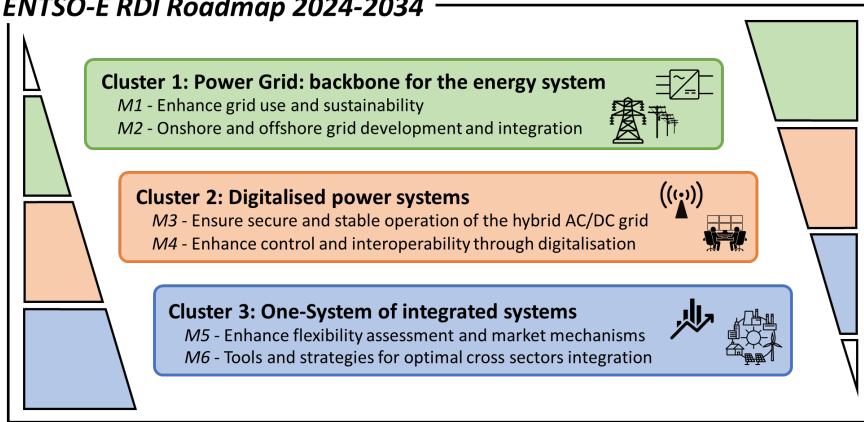 ENTSO-E RDI Roadmap 2024-2034
Cluster 1: Power Grid: backbone for the energy system
M1 - Enhance grid use and sustainability
M2 - Onshore and offshore grid development and integration
Cluster 2: Digitalised power systems
M3 - Ensure secure and stable operation of the hybrid AC/DC grid
M4 - Enhance control and interoperability through digitalisation
Cluster 3: One-System of integrated systems
M5 - Enhance flexibility assessment and market mechanisms
M6 - Tools and strategies for optimal cross sectors integration